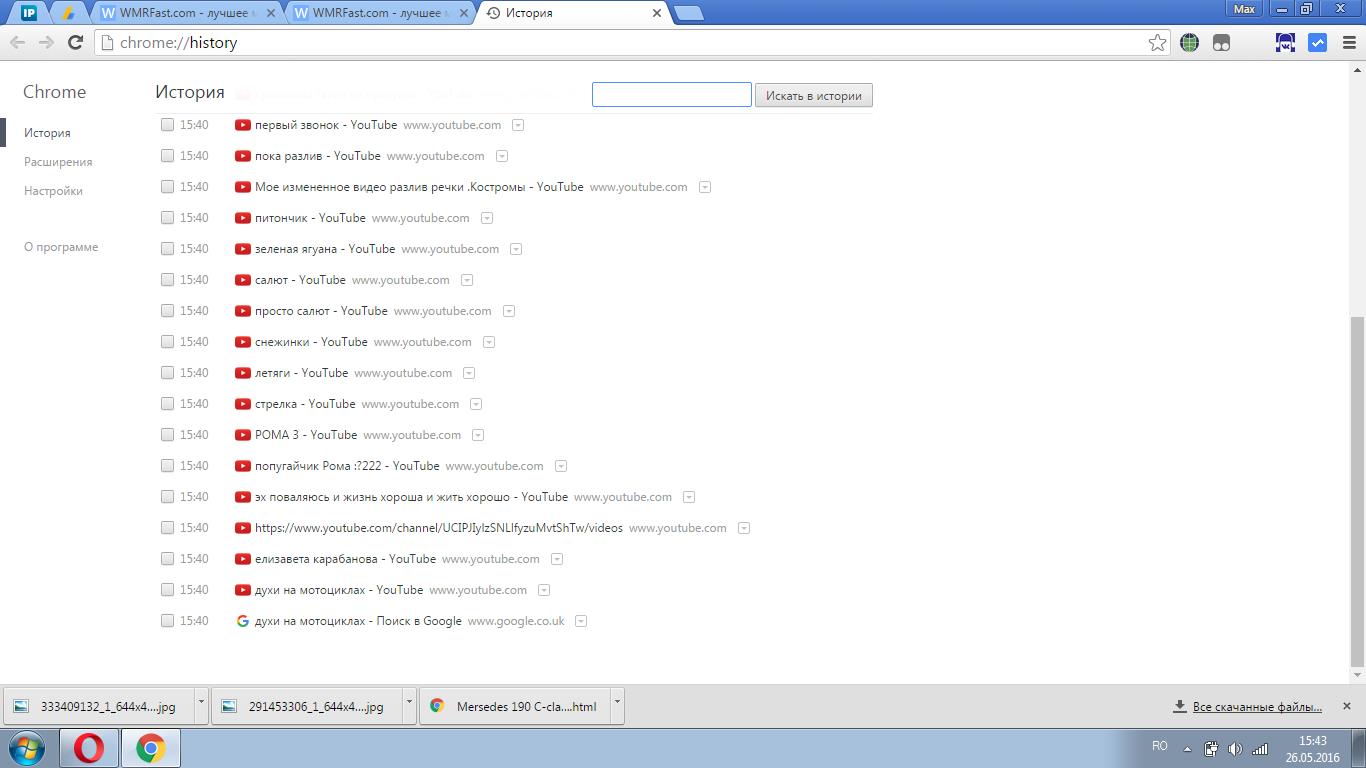 IP
WMRFast.com - лучшее
WMRFast.com - лучшее
История
Max
chrome://history
Chrome
История
Искать в истории
История
Расширения
Настройки
О программе
15:40 первый звонок - YouTube www.youtube.com
15:40 пока разлив - YouTube www.youtube.com
15:40 Мое измененное видео разлив речки .Костромы - YouTube www.youtube.com
15:40 питончик - YouTube www.youtube.com
15:40 зеленая ягуана - YouTube www.youtube.com
15:40 салют - YouTube www.youtube.com
15:40 просто салют - YouTube www.youtube.com
15:40 снежинки - YouTube www.youtube.com
15:40 летяги - YouTube www.youtube.com
15:40 стрелка - YouTube www.youtube.com
15:40 РОМА 3 - YouTube www.youtube.com
15:40 попугайчик Рома :?222 - YouTube www.youtube.com
15:40 эх поваляюсь и жизнь хороша и жить хорошо - YouTube www.youtube.com
15:40 https://www.youtube.com/channel/UCIPJIylzSNLlfyzuMvtShTw/videos www.youtube.com
15:40 елизавета карабанова - YouTube www.youtube.com
15:40 духи на мотоциклах - YouTube www.youtube.com
15:40 духи на мотоциклах - Поиск в Google www.google.co.uk
333409132_1_644x4....jpg
291453306_1_644x4....jpg
Mersedes 190 C-cla....html
Все скачанные файлы...
RO
15:43
26.05.2016